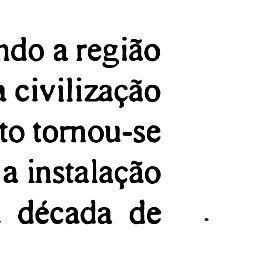 ndo a região
a civilização
to tornou-se
a instalação
década de